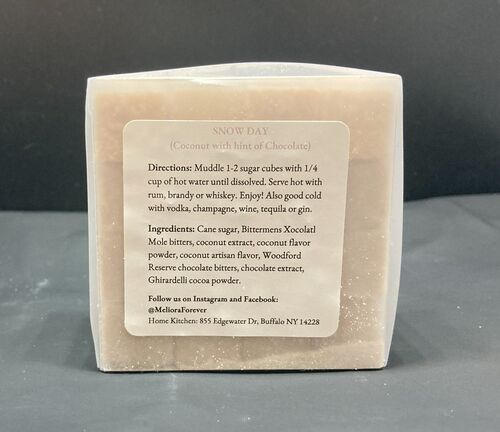 SNOW DAY
(Coconut with hint of Chocolate)
Directions: Muddle 1-2 sugar cubes with 1/4
cup of hot water until dissolved. Serve hot with
rum, brandy or whiskey. Enjoy! Also good cold
with vodka, champagne, wine, tequila or gin.
Ingredients: Cane sugar, Bittermens Xocolatl
Mole bitters, coconut extract, coconut flavor
powder, coconut artisan flavor, Woodford
Reserve chocolate bitters, chocolate extract,
Ghirardelli cocoa powder.
Follow us on Instagram and Facebook:
@MelioraForever
Home Kitchen: 855 Edgewater Dr, Buffalo NY 14228